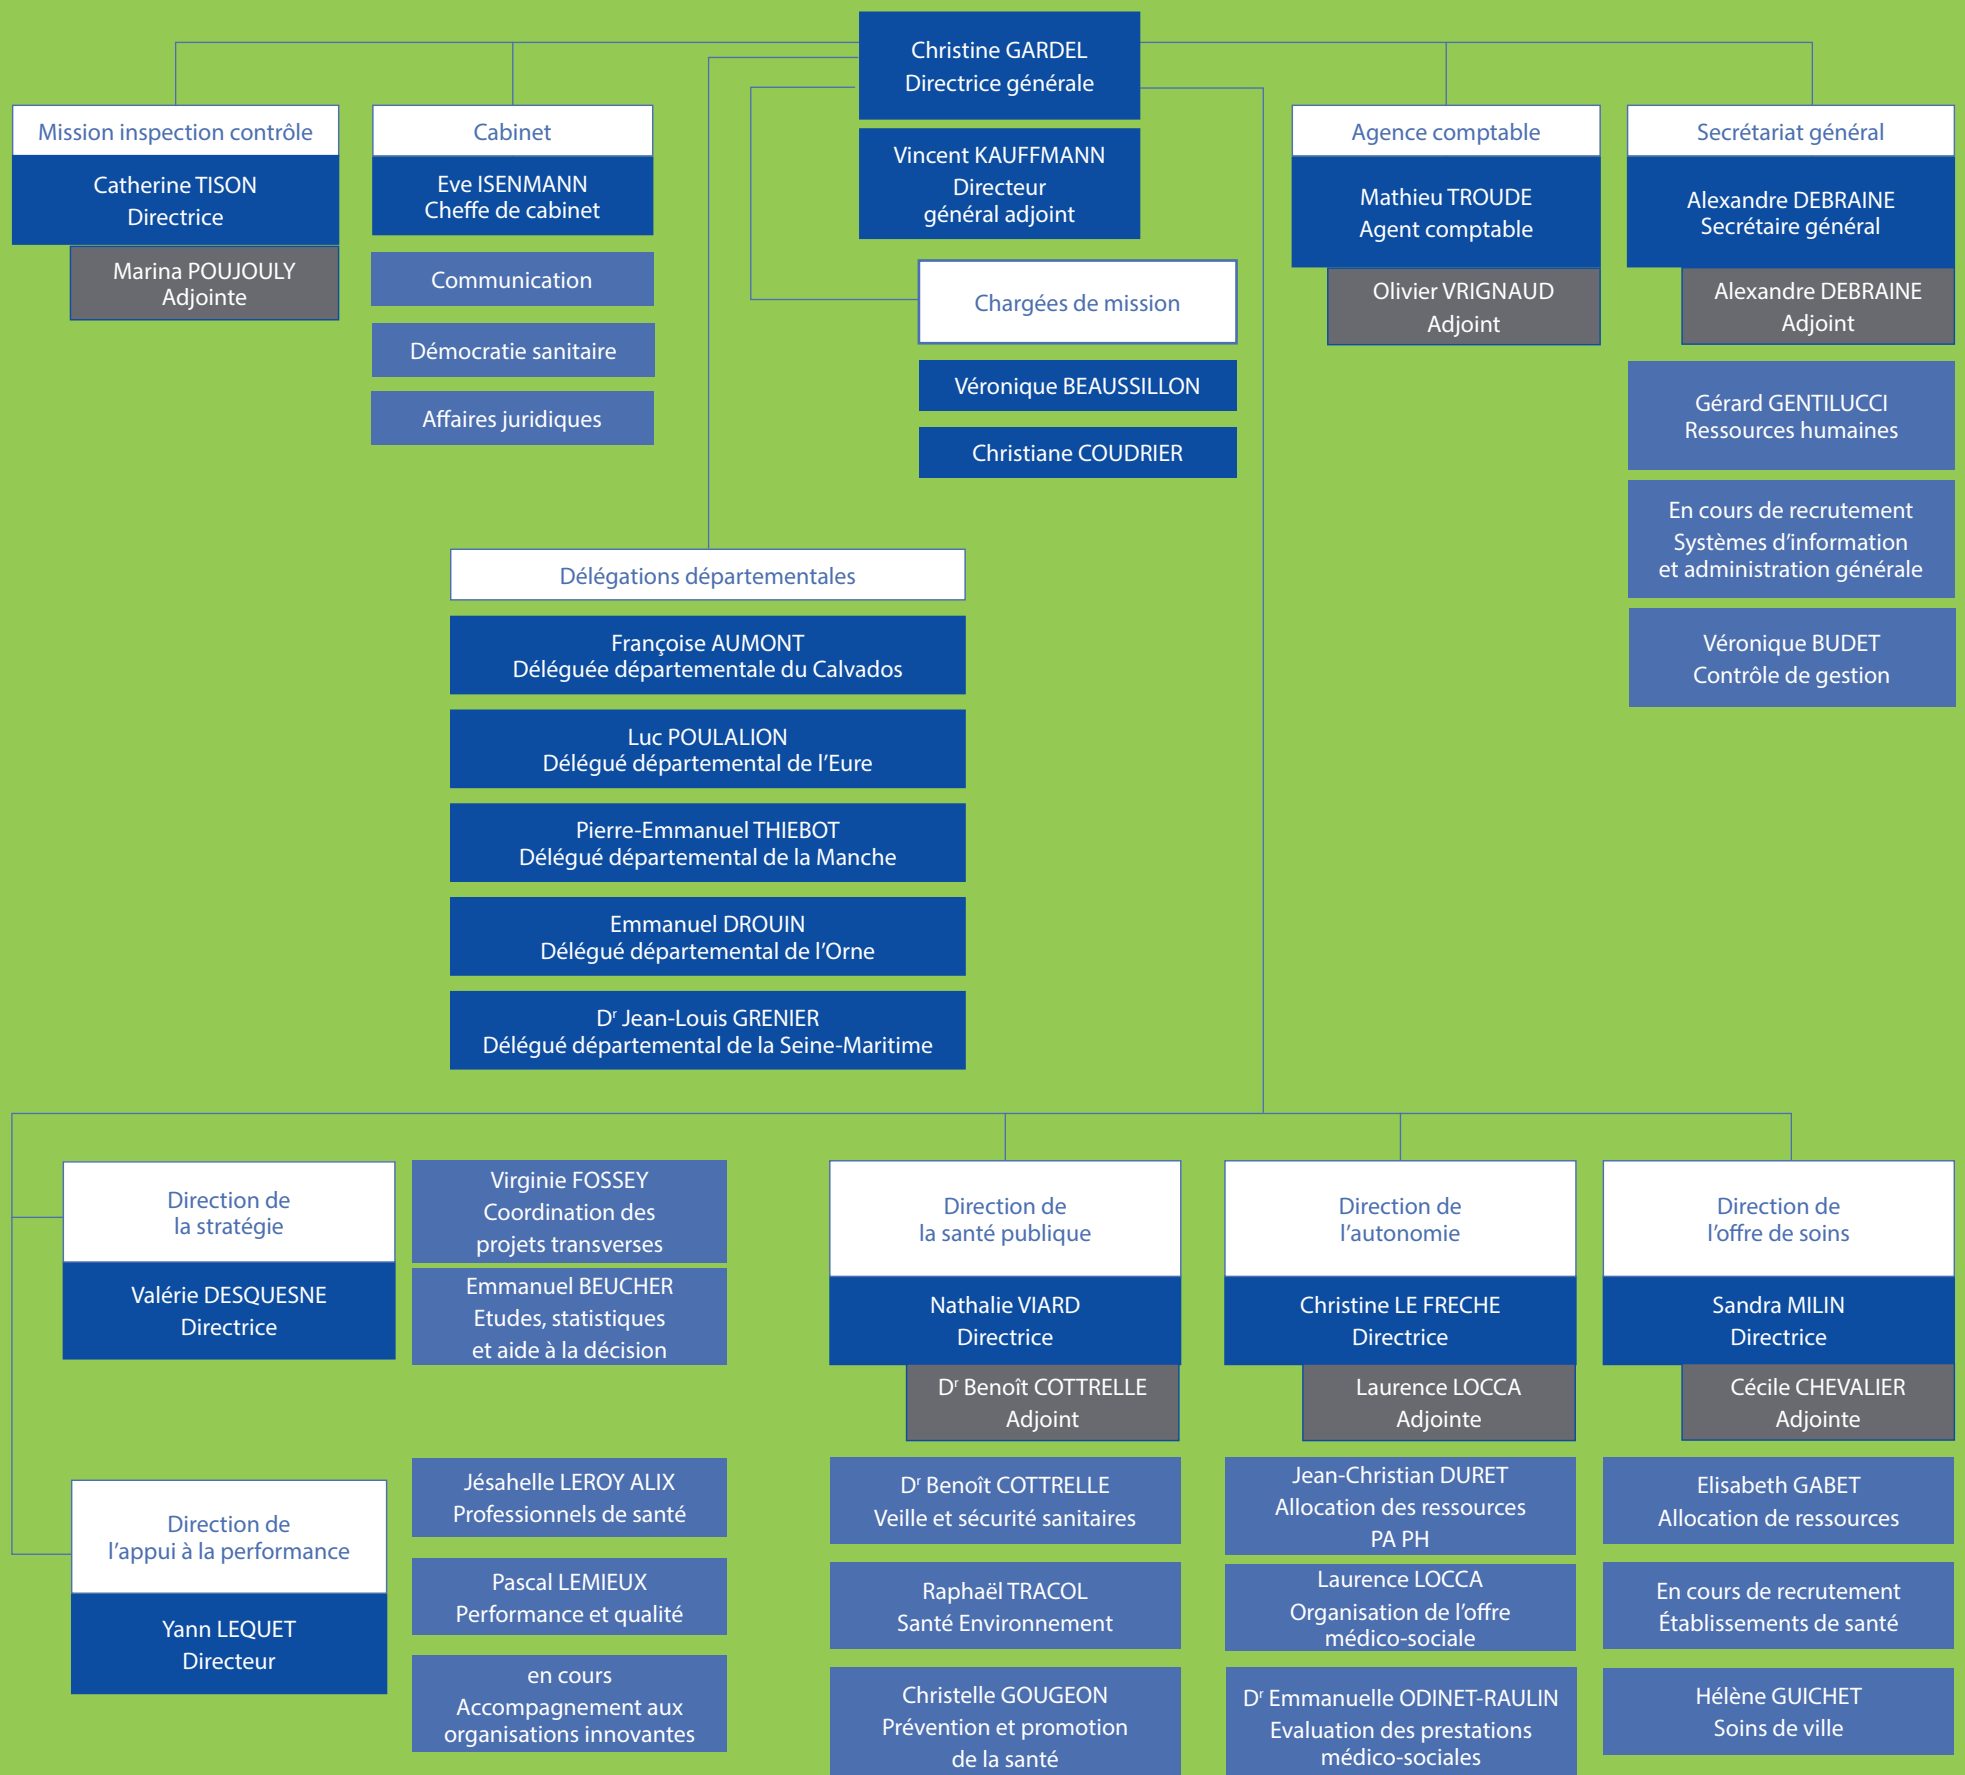 Christine GARDEL
Directrice générale
Vincent KAUFFMANN
Directeur
général adjoint
Mission inspection contrôle
Catherine TISON
Directrice
Marina POUJOULY
Adjointe
Cabinet
Eve ISENMANN
Cheffe de cabinet
Communication
Démocratie sanitaire
Affaires juridiques
Chargées de mission
Véronique BEAUSSILLON
Christiane COUDRIER
Agence comptable
Mathieu TROUDE
Agent comptable
Olivier VRIGNAUD
Adjoint
Secrétariat général
Alexandre DEBRAINE
Secrétaire général
Alexandre DEBRAINE
Adjoint
Gérard GENTILUCCI
Ressources humaines
En cours de recrutement
Systèmes d'information
et administration générale
Véronique BUDET
Contrôle de gestion
Délégations départementales
Françoise AUMONT
Déléguée départementale du Calvados
Luc POULALION
Délégué départemental de l'Eure
Pierre-Emmanuel THIEBOT
Délégué départemental de la Manche
Emmanuel DROUIN
Délégué départemental de l'Orne
Dr Jean-Louis GRENIER
Délégué départemental de la Seine-Maritime
Direction de
la stratégie
Valérie DESQUESNE
Directrice
Virginie FOSSEY
Coordination des
projets transverses
Emmanuel BEUCHER
Etudes, statistiques
et aide à la décision
Direction de
l'appui à la performance
Yann LEQUET
Directeur
Jésahelle LEROY ALIX
Professionnels de santé
Pascal LEMIEUX
Performance et qualité
en cours
Accompagnement aux
organisations innovantes
Direction de
la santé publique
Nathalie VIARD
Directrice
Dr Benoît COTTRELLE
Adjoint
Dr Benoît COTTRELLE
Veille et sécurité sanitaires
Raphaël TRACOL
Santé Environnement
Christelle GOUGEON
Prévention et promotion
de la santé
Direction de
l'autonomie
Christine LE FRECHE
Directrice
Laurence LOCCA
Adjointe
Jean-Christian DURET
Allocation des ressources
PA PH
Laurence LOCCA
Organisation de l'offre
médico-sociale
Dr Emmanuelle ODINET-RAULIN
Evaluation des prestations
médico-sociales
Direction de
l'offre de soins
Sandra MILIN
Directrice
Cécile CHEVALIER
Adjointe
Elisabeth GABET
Allocation de ressources
En cours de recrutement
Établissements de santé
Hélène GUICHET
Soins de ville